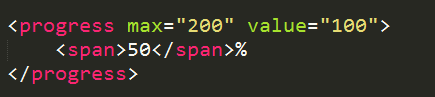 <progress max="200" value="100">
    <span>50</span>%
</progress>